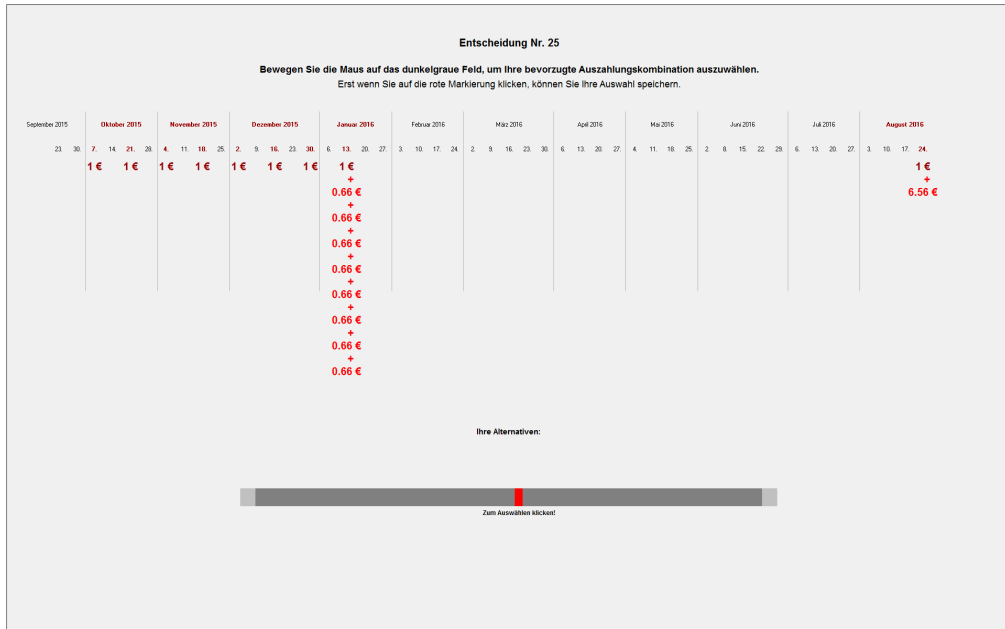 Entscheidung Nr. 25
Bewegen Sie die Maus auf das dunkelgraue Feld, um Ihre bevorzugte Auszahlungskombination auszuwählen.
Erst wenn Sie auf die rote Markierung klicken, können Sie Ihre Auswahl speichern.
September 2015 Oktober 2015 November 2015 Dezember 2015 Januar 2016 Februar 2016 März 2016 April 2016 Mai 2016 Juni 2016 Juli 2016 August 2016
23. 30. 7. 14. 21. 28. 4. 11. 18. 25. 2. 9. 16. 23. 30. 6. 13. 20. 27. 3. 10. 17. 24. 2. 9. 16. 23. 30. 6. 13. 20. 27. 4. 11. 18. 25. 2. 8. 15. 22. 29. 6. 13. 20. 27. 3. 10. 17. 24.
1 € 1 € 1 € 1 € 1 € 1 € 1 € 1 € 1 €
+ +
0.66 € 6.56 €
+
0.66 €
+
0.66 €
+
0.66 €
+
0.66 €
+
0.66 €
+
0.66 €
+
0.66 €
Ihre Alternativen:
Zum Auswählen klicken!